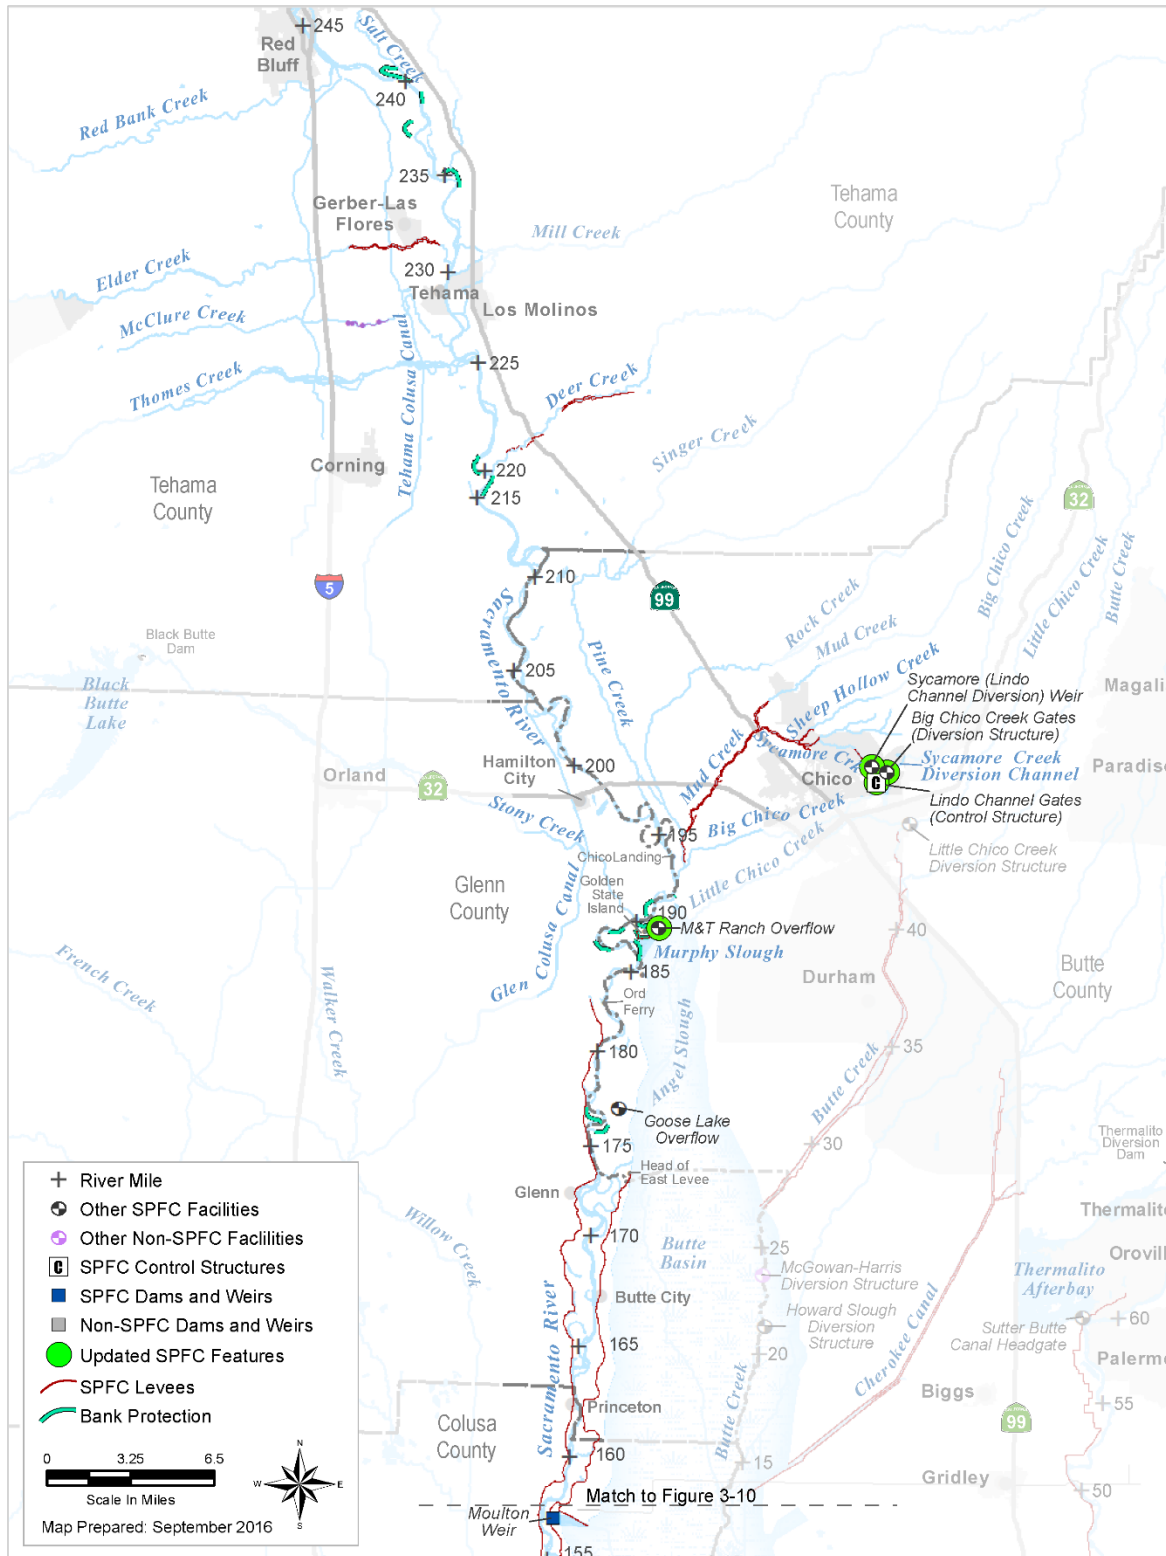 245
Red
Bluff
Salt Creek
240
Red Bank Creek
235
Gerber-Las
Flores
Tehama
County
Mill Creek
Elder Creek
230
Tehama
Los Molinos
McClure Creek
Tehama Colusa Canal
225
Thomes Creek
Deer Creek
Singer Creek
Corning
220
215
Tehama
County
32
Big Chico Creek
Little Chico Creek
Butte Creek
5
210
99
Sacramento River
Pine Creek
Rock Creek
Mud Creek
Black Butte
Dam
205
Black
Butte
Lake
Sheep Hollow Creek
Sycamore (Lindo
Channel Diversion) Weir
Magali
Big Chico Creek Gates
(Diversion Structure)
Mud Creek
Sycamore Crk
Sycamore Creek
Diversion Channel
Paradis
Hamilton
City
200
Orland
32
Chico
C
Lindo Channel Gates
(Control Structure)
Stony Creek
195
Big Chico Creek
Little Chico Creek
Diversion Structure
Chico Landing
Little Chico Creek
Glenn
County
Glen Colusa Canal
Golden
State
Island
190
M&T Ranch Overflow
40
Murphy Slough
185
Durham
Butte
County
French Creek
Walker Creek
Ord
Ferry
Angel Slough
180
35
Butte Creek
Goose Lake
Overflow
30
175
Thermalito
Diversion
Dam
Head of
East Levee
Glenn
Thermalito
Willow Creek
170
Butte
Basin
25
Orovill
McGowan-Harris
Diversion Structure
Thermalito
Afterbay
Butte City
Howard Slough
Diversion
Structure
Cherokee Canal
60
Sutter Butte
Canal Headgate
Sacramento River
165
20
Palerm
Butte Creek
Biggs
55
Princeton
99
Colusa
County
160
15
Gridley
50
Match to Figure 3-10
Moulton
Weir
155
River Mile
Other SPFC Facilities
Other Non-SPFC Facilities
C
SPFC Control Structures
SPFC Dams and Weirs
Non-SPFC Dams and Weirs
Updated SPFC Features
SPFC Levees
Bank Protection
0 3.25 6.5
Scale In Miles
N
W E
S
Map Prepared: September 2016